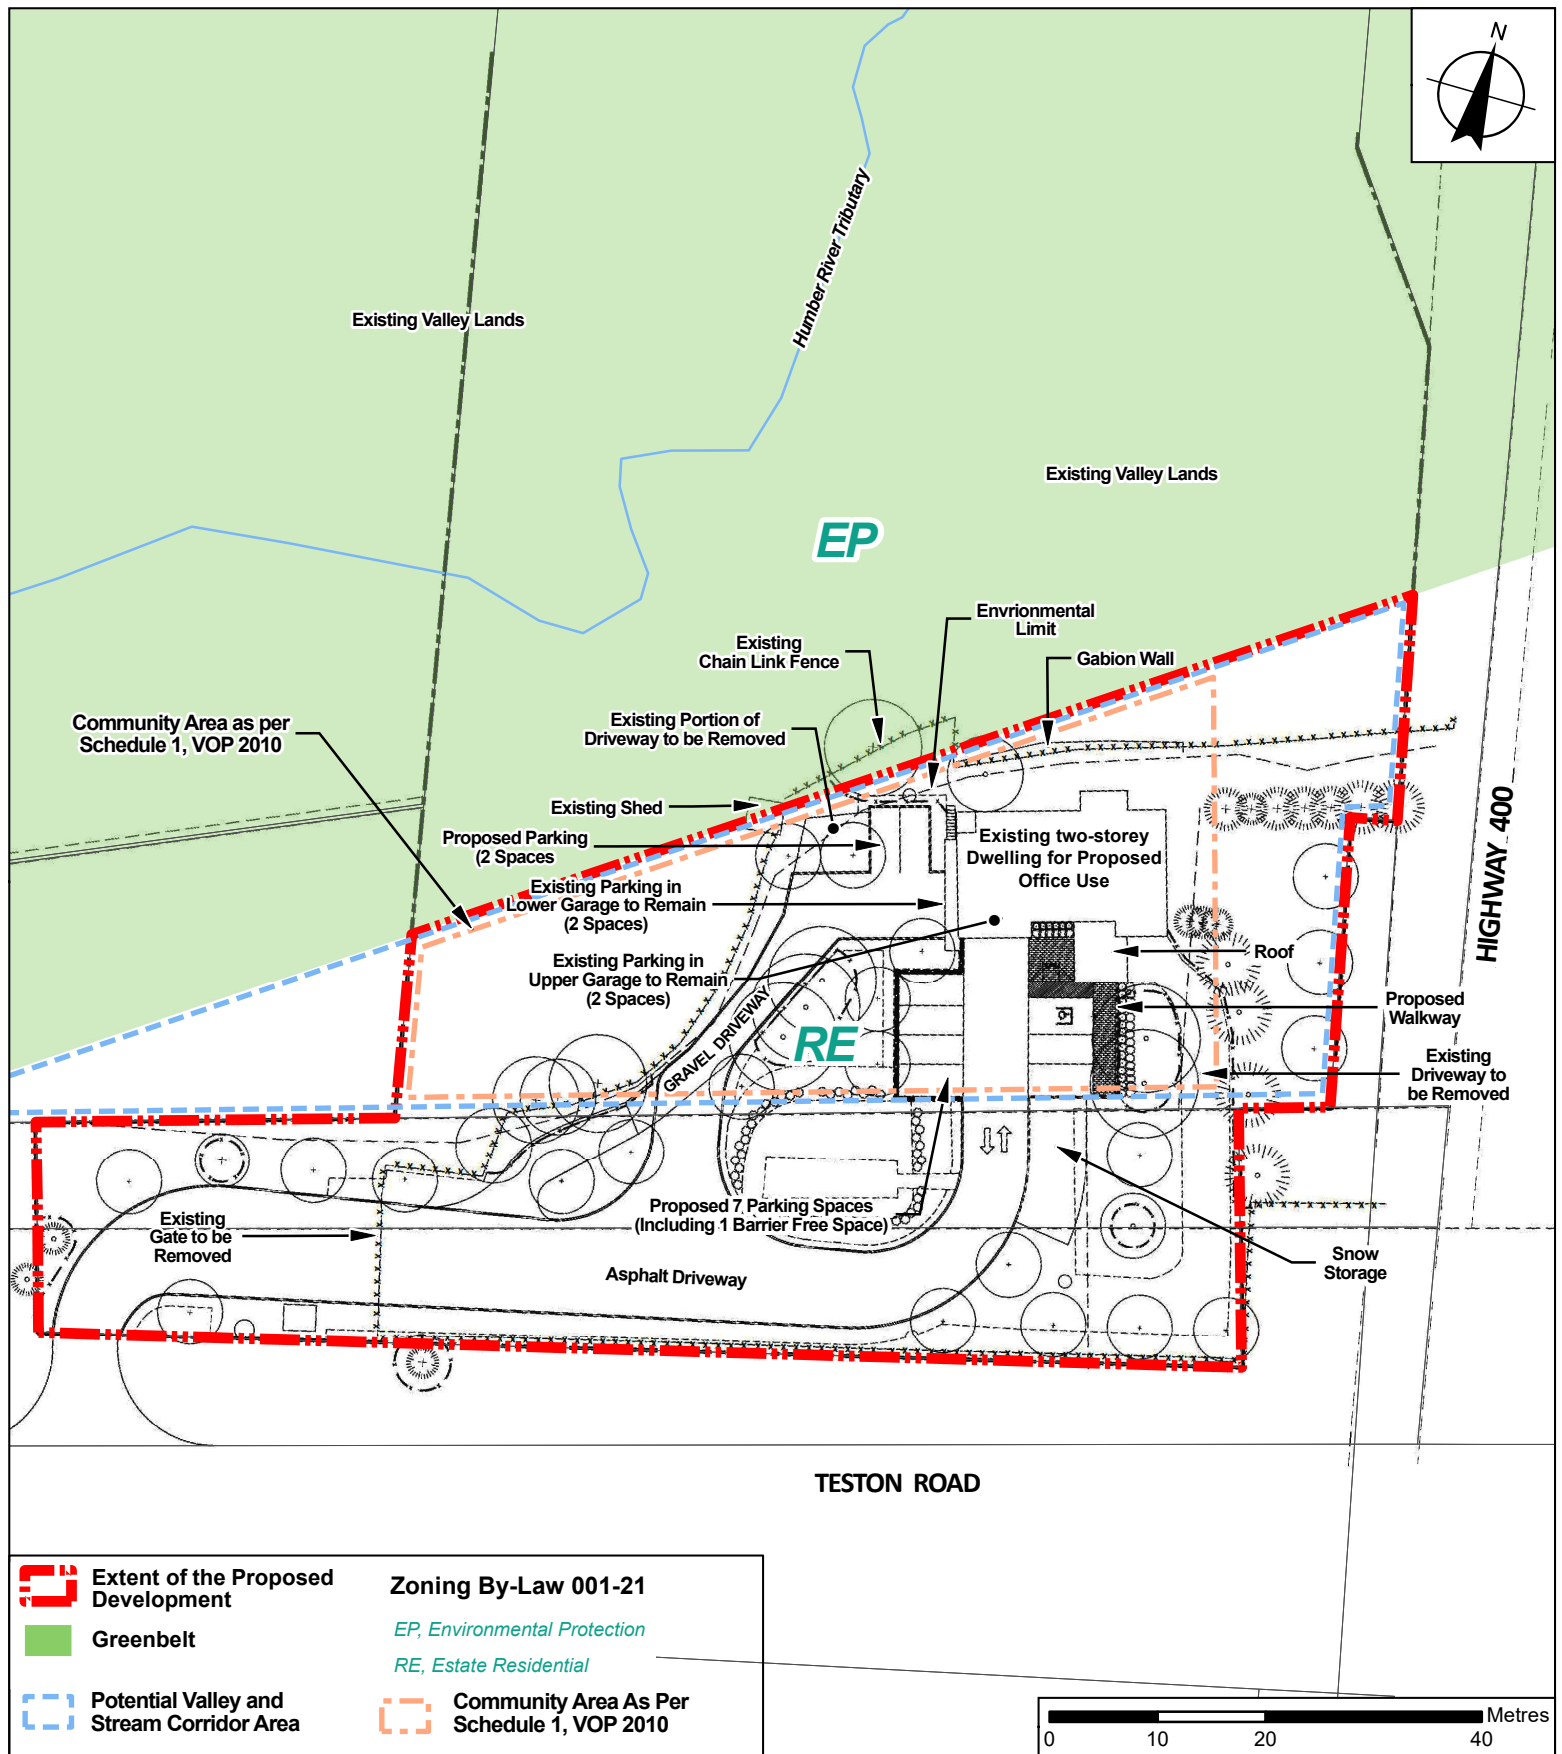 N
Humber River Tributary
Existing Valley Lands
Existing Valley Lands
EP
Envrionmental
Limit
Existing
Chain Link Fence
Gabion Wall
Community Area as per
Schedule 1, VOP 2010
Existing Portion of
Driveway to be Removed
Existing Shed
Proposed Parking
(2 Spaces
Existing two-storey
Dwelling for Proposed
Office Use
Existing Parking in
Lower Garage to Remain
(2 Spaces)
HIGHWAY 400
Existing Parking in
Upper Garage to Remain
(2 Spaces)
Roof
GRAVEL DRIVEWAY
RE
Proposed
Walkway
Existing
Driveway to
be Removed
Proposed 7 Parking Spaces
(Including 1 Barrier Free Space)
Existing
Gate to be
Removed
Snow
Storage
Asphalt Driveway
TESTON ROAD
Extent of the Proposed
Development
Greenbelt
Potential Valley and
Stream Corridor Area
Zoning By-Law 001-21
EP, Environmental Protection
RE, Estate Residential
Community Area As Per
Schedule 1, VOP 2010
Metres
0 10 20 40